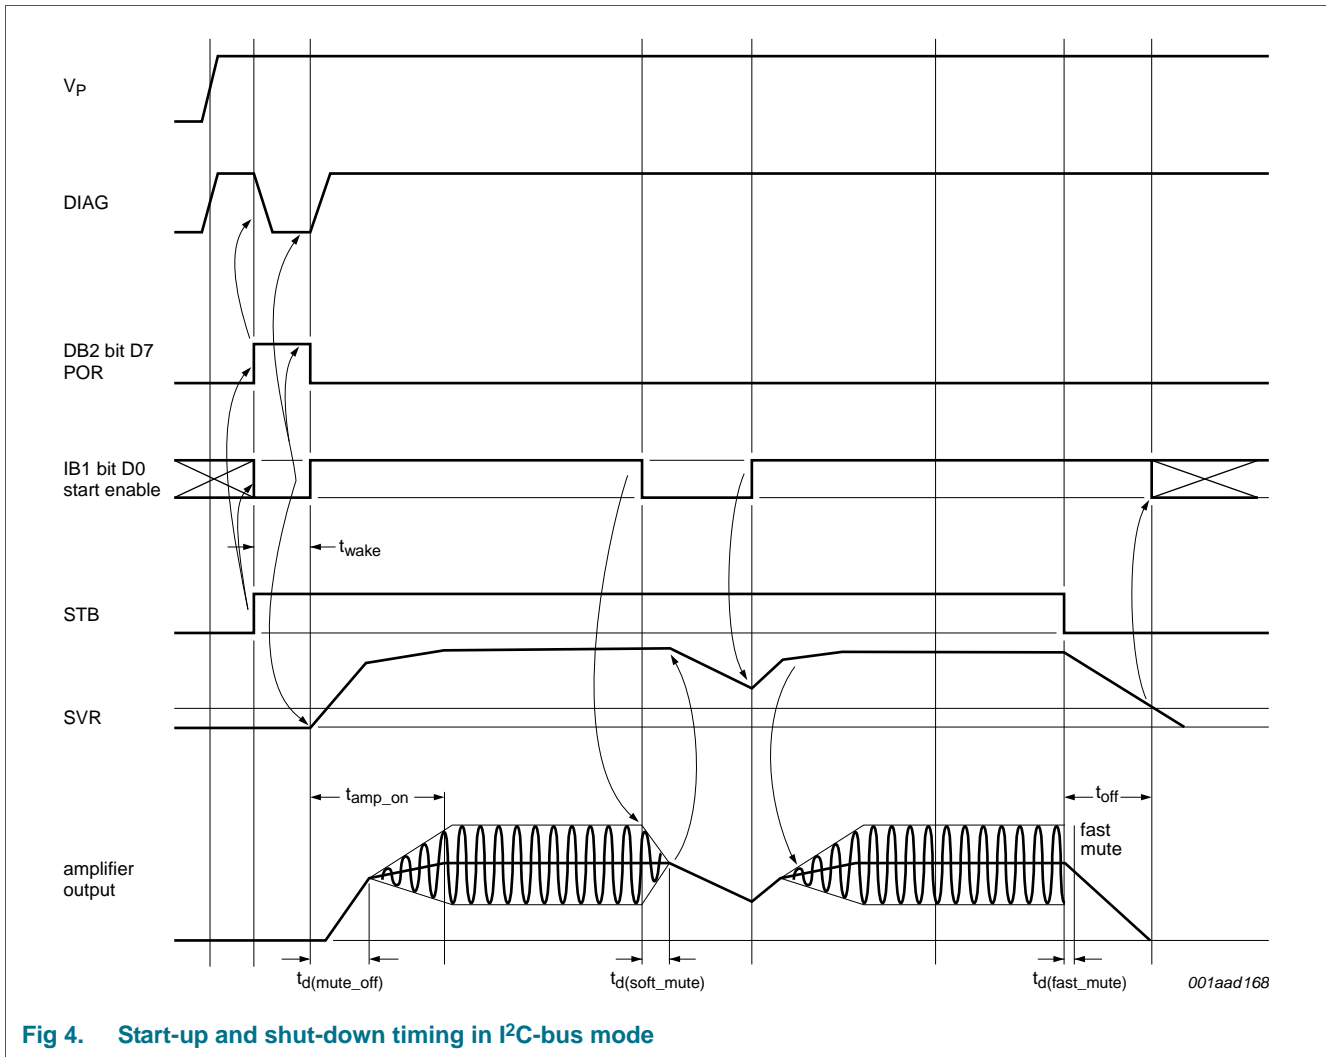 VP
DIAG
DB2 bit D7
POR
IB1 bit D0
start enable
twake
STB
SVR
tamp_on
toff
fast
mute
amplifier
output
td(mute_off)
td(soft_mute)
td(fast_mute)
001aad168
Fig 4. Start-up and shut-down timing in I²C-bus mode